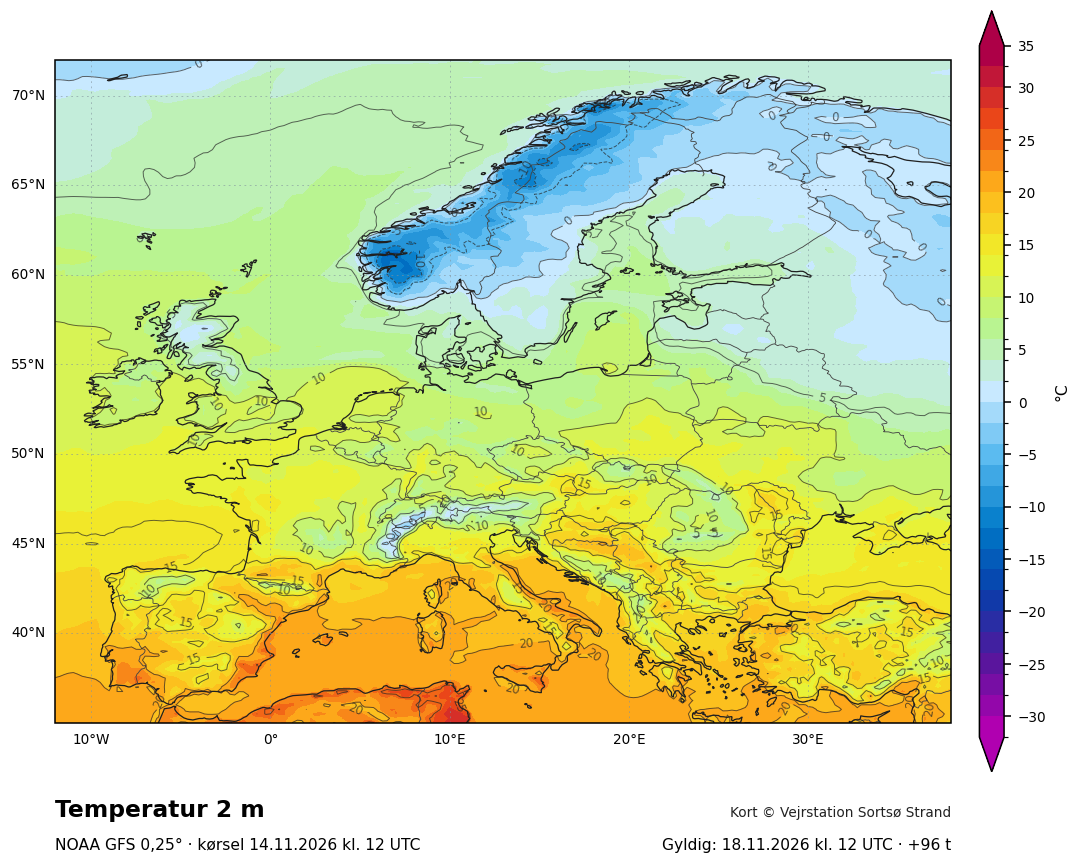 35
30
25
20
15
10
5
0
−5
−10
−15
−20
−25
−30
°C
70°N
65°N
60°N
55°N
50°N
45°N
40°N
10°W
0°
10°E
20°E
30°E
Temperatur 2 m
Kort © Vejrstation Sortsø Strand
NOAA GFS 0,25° · kørsel 14.11.2026 kl. 12 UTC
Gyldig: 18.11.2026 kl. 12 UTC · +96 t